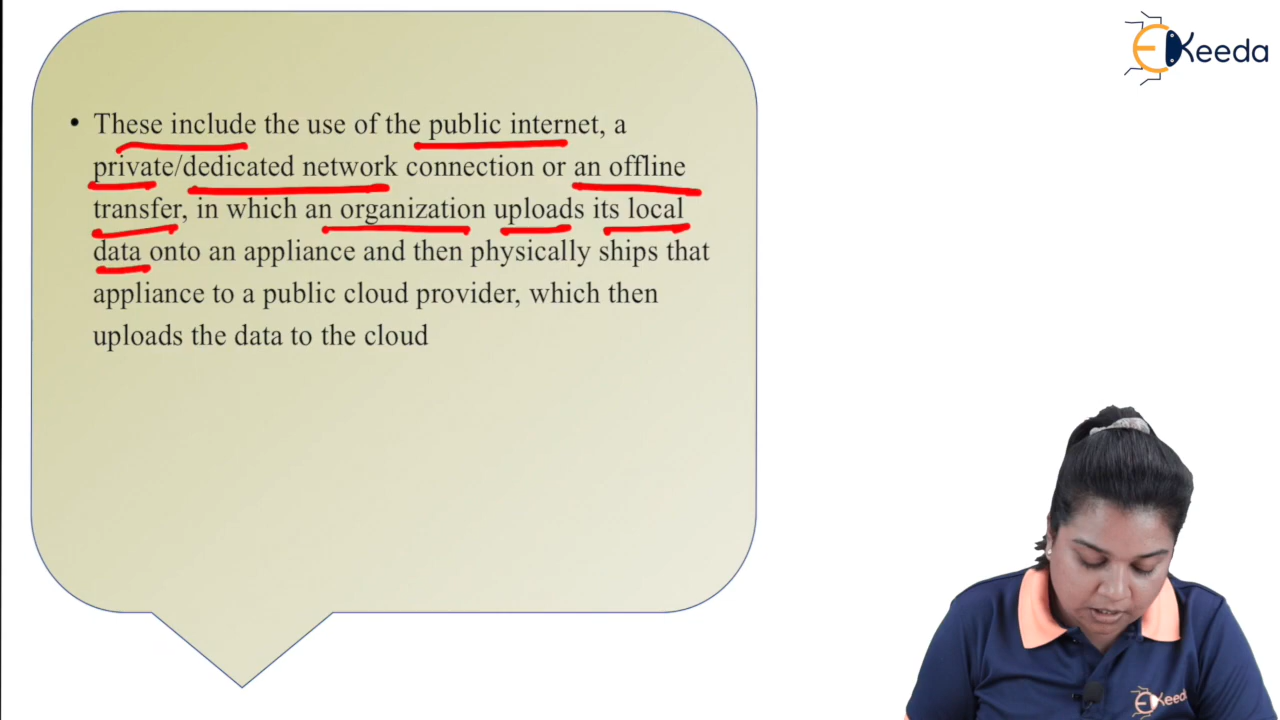 EKeeda
• These include the use of the public internet, a
private/dedicated network connection or an offline
transfer, in which an organization uploads its local
data onto an appliance and then physically ships that
appliance to a public cloud provider, which then
uploads the data to the cloud
EKeeda